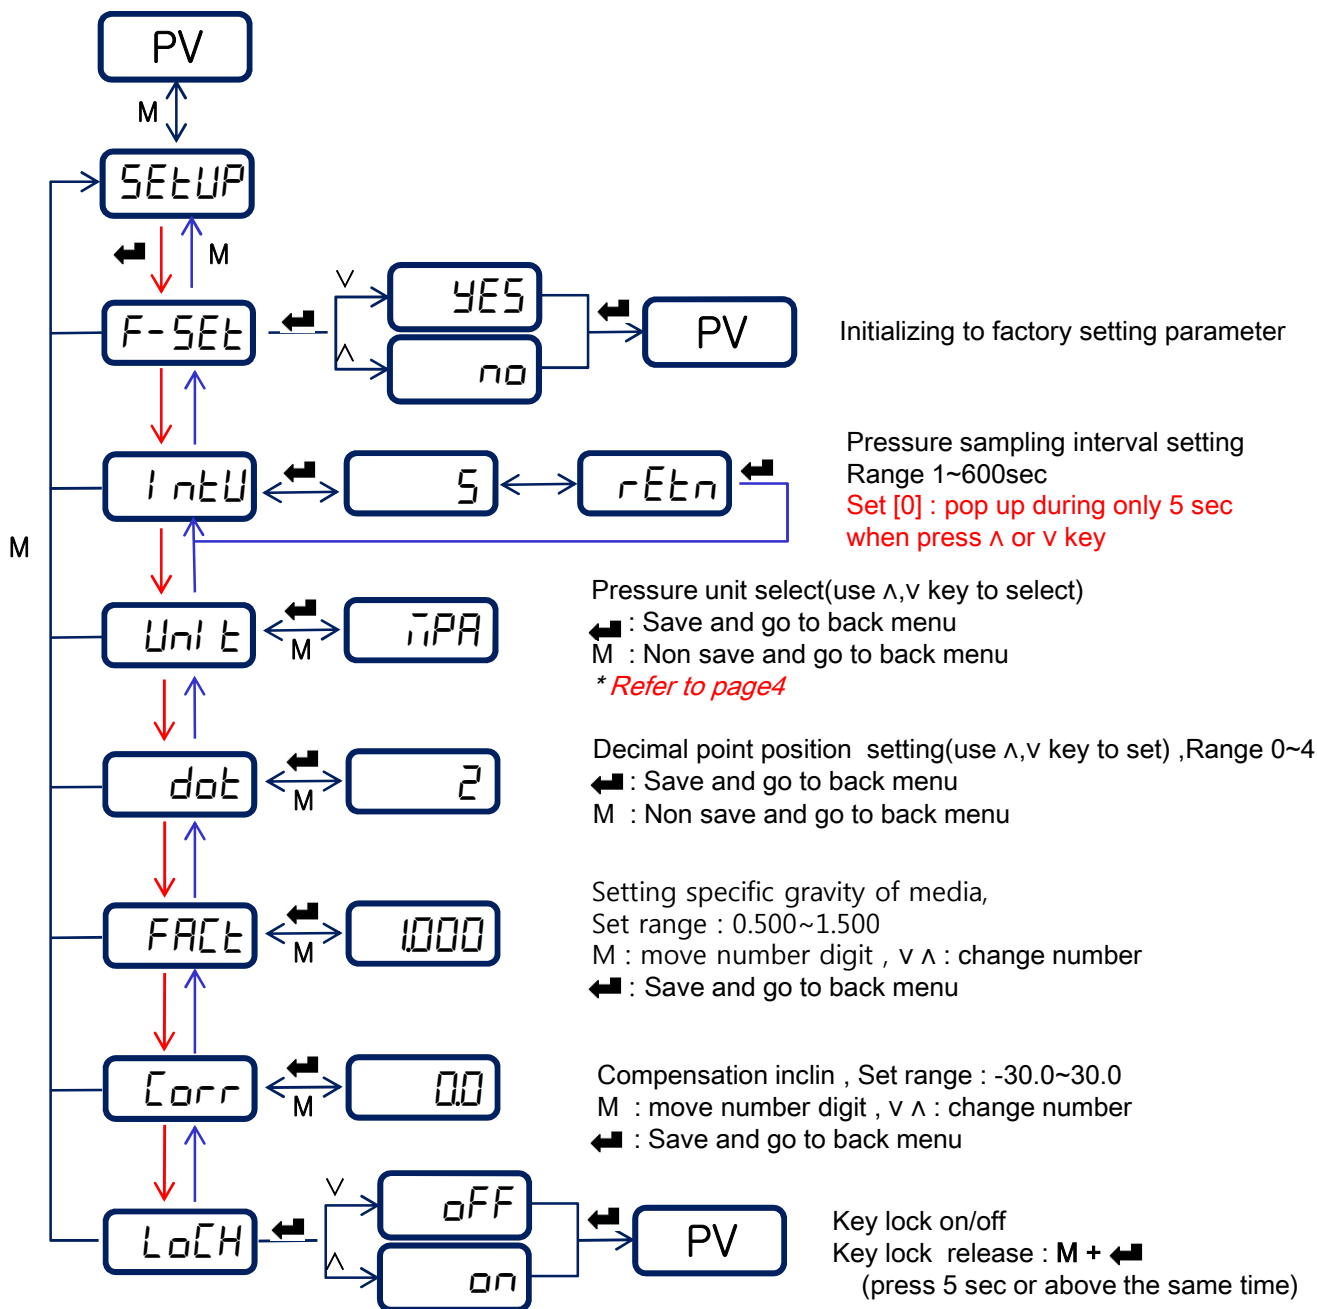 PV
M
SEtUP
M
F-SEt
YES
no
PV
Initializing to factory setting parameter
IntU
5
rEtn
Pressure sampling interval setting
Range 1~600sec
Set [0] : pop up during only 5 sec
when press ∧ or ∨ key
M
UnIt
M
MPA
Pressure unit select(use ∧,∨ key to select)
: Save and go to back menu
M : Non save and go to back menu
* Refer to page4
dot
M
2
Decimal point position setting(use ∧,∨ key to set) ,Range 0~4
: Save and go to back menu
M : Non save and go to back menu
FACt
M
1.000
Setting specific gravity of media,
Set range : 0.500~1.500
M : move number digit , ∨ ∧ : change number
: Save and go to back menu
Corr
M
0.0
Compensation inclin , Set range : -30.0~30.0
M : move number digit , ∨ ∧ : change number
: Save and go to back menu
LoCH
oFF
on
PV
Key lock on/off
Key lock release : M +
(press 5 sec or above the same time)